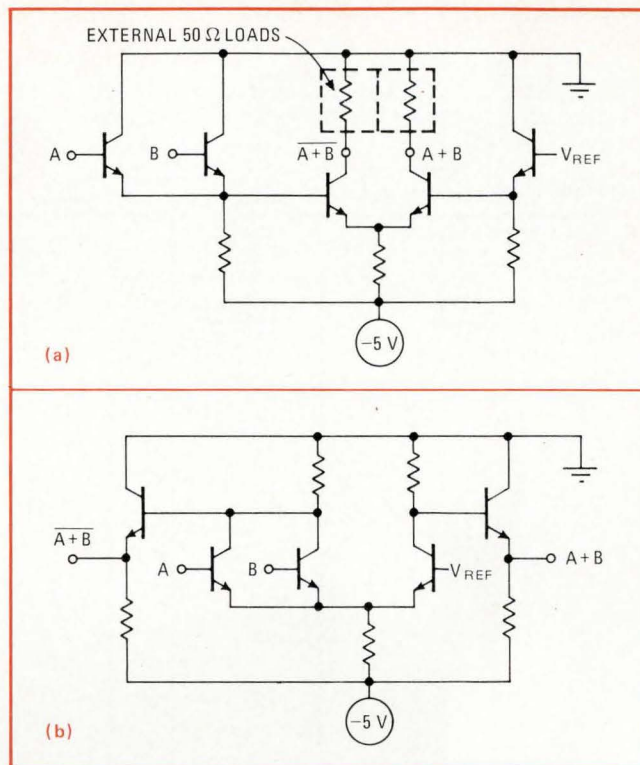 EXTERNAL 50 Ω LOADS
A
B
A+B
A+B
V_REF
−5 V
(a)
A+B
A
B
V_REF
A+B
−5 V
(b)